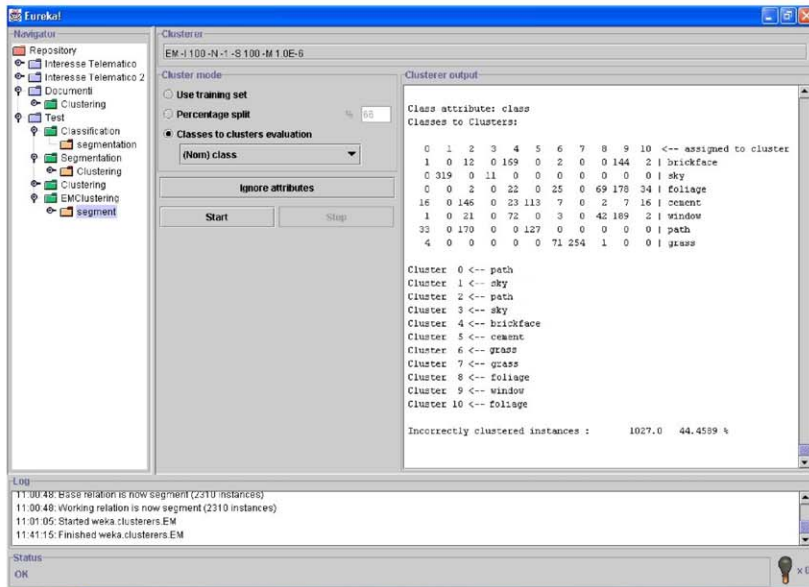 Eureka!
Navigator
Repository
Interesse Telematico
Interesse Telematico 2
Documenti
Clustering
Test
Classification
segmentation
Segmentation
Clustering
Clustering
EMClustering
segment
Clusterer
EM -I 100 -N -1 -S 100 -M 1.0E-6
Cluster mode
Use training set
Percentage split % 66
Classes to clusters evaluation
(Nom) class
Ignore attributes
Start Stop
Clusterer output
Class attribute: class
Classes to Clusters:
0 1 2 3 4 5 6 7 8 9 10 <-- assigned to cluster
1 0 12 0 169 0 2 0 0 144 2 | brickface
0 319 0 11 0 0 0 0 0 0 0 | sky
0 0 2 0 22 0 25 0 69 178 34 | foliage
16 0 146 0 23 113 7 0 2 7 16 | cement
1 0 21 0 72 0 3 0 42 189 2 | window
33 0 170 0 0 127 0 0 0 0 0 | path
4 0 0 0 0 0 71 254 1 0 0 | grass
Cluster 0 <-- path
Cluster 1 <-- sky
Cluster 2 <-- path
Cluster 3 <-- sky
Cluster 4 <-- brickface
Cluster 5 <-- cement
Cluster 6 <-- grass
Cluster 7 <-- grass
Cluster 8 <-- foliage
Cluster 9 <-- window
Cluster 10 <-- foliage
Incorrectly clustered instances : 1027.0 44.4589 %
Log
11:00:48: Base relation is now segment (2310 instances)
11:00:48: Working relation is now segment (2310 instances)
11:01:05: Started weka.clusterers.EM
11:41:15: Finished weka.clusterers.EM
Status
OK